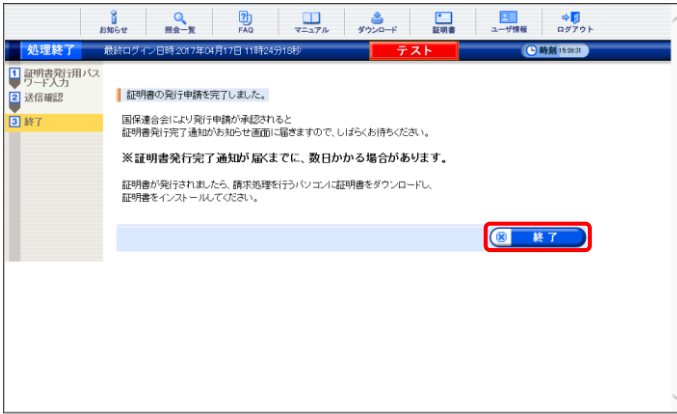 お知らせ 照会一覧 FAQ マニュアル ダウンロード 証明書 ユーザ情報 ログアウト
処理終了 最終ログイン日時:2017年04月17日 11時24分18秒 テスト 時刻 15:20:31
1 証明書発行用パス
ワード入力
2 送信確認
3 終了
証明書の発行申請を完了しました。
国保連合会により発行申請が承認されると
証明書発行完了通知がお知らせ画面に届きますので、しばらくお待ちください。
※証明書発行完了通知が届くまでに、数日かかる場合があります。
証明書が発行されましたら、請求処理を行うパソコンに証明書をダウンロードし、
証明書をインストールしてください。
終了